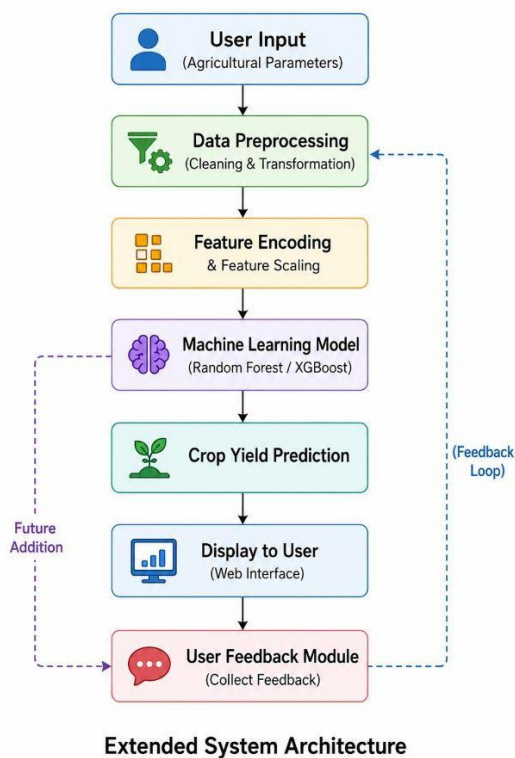 User Input
(Agricultural Parameters)
Data Preprocessing
(Cleaning & Transformation)
Feature Encoding
& Feature Scaling
Machine Learning Model
(Random Forest / XGBoost)
Crop Yield Prediction
(Feedback
Loop)
Future
Addition
Display to User
(Web Interface)
User Feedback Module
(Collect Feedback)
Extended System Architecture